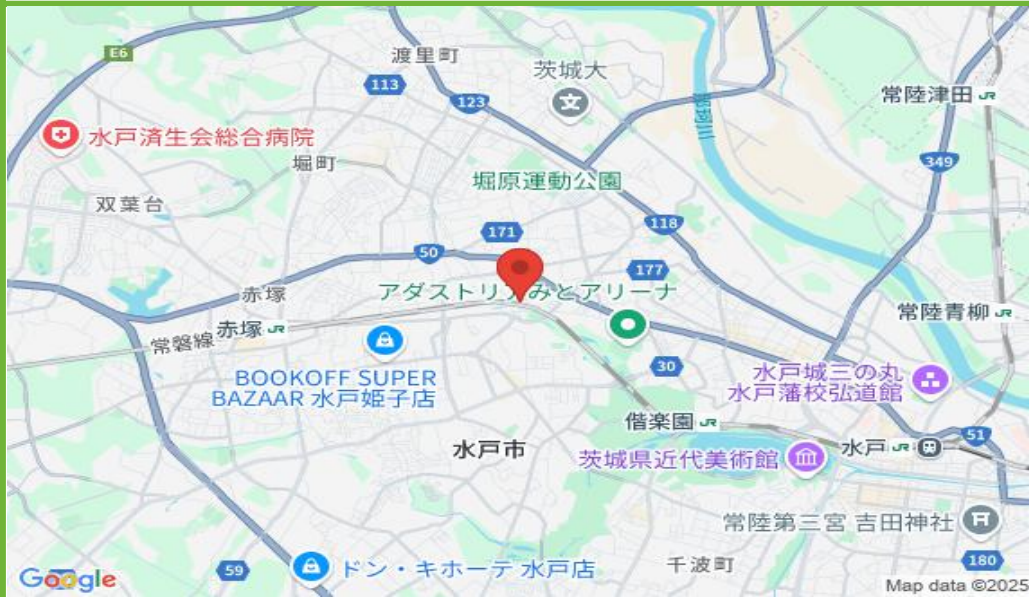 E6
渡里町
茨城大
113
123
常陸津田 JR
水戸済生会総合病院
堀町
349
堀原運動公園
双葉台
118
171
50
177
赤塚
アダストリアみとアリーナ
常陸青柳 JR
常磐線
赤塚 JR
30
水戸城三の丸
水戸藩校弘道館
BOOKOFF SUPER
BAZAAR 水戸姫子店
偕楽園 JR
水戸市
51
水戸 JR
茨城県近代美術館
常陸第三宮 吉田神社
180
千波町
59
ドン・キホーテ 水戸店
Google
Map data ©2025